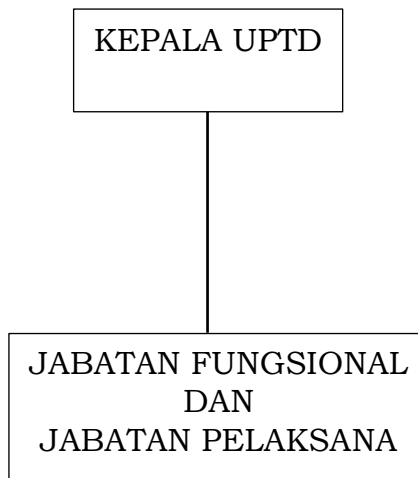 KEPALA UPTD
JABATAN FUNGSIONAL
DAN
JABATAN PELAKSANA